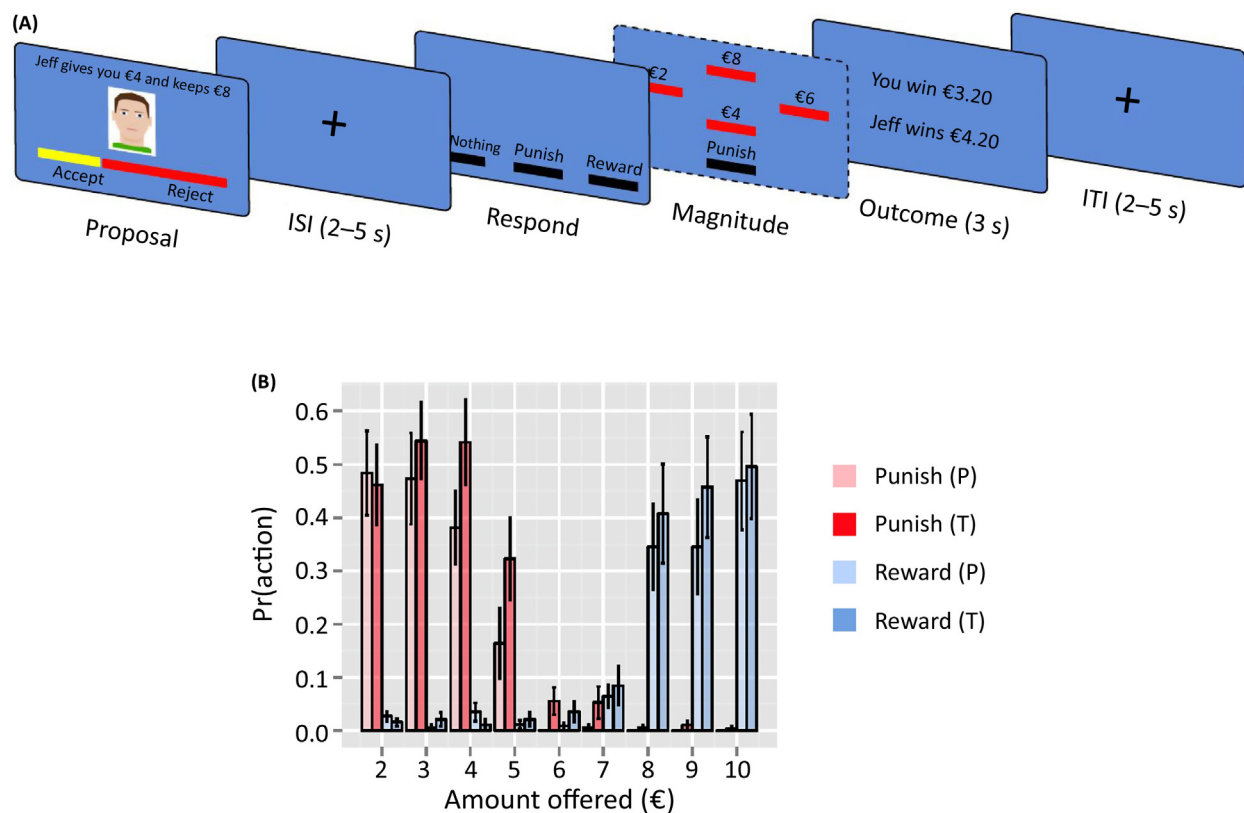 (A)
Jeff gives you €4 and keeps €8
Accept
Reject
Proposal
+
ISI (2–5 s)
Nothing
Punish
Reward
Respond
€2
€8
€6
€4
Punish
Magnitude
You win €3.20
Jeff wins €4.20
Outcome (3 s)
+
ITI (2–5 s)
(B)
Pr(action)
0.6
0.5
0.4
0.3
0.2
0.1
0.0
2 3 4 5 6 7 8 9 10
Amount offered (€)
Punish (P)
Punish (T)
Reward (P)
Reward (T)